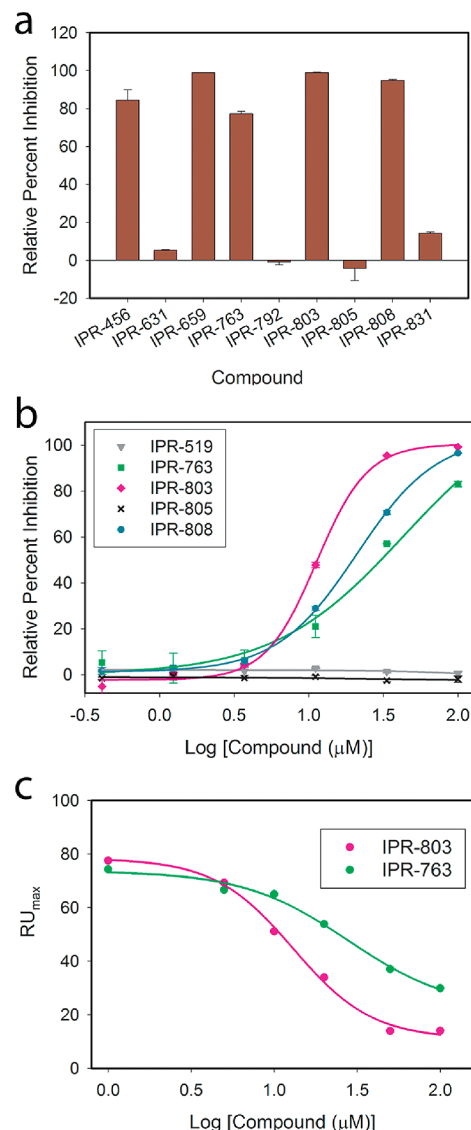 a
120
100
80
60
40
20
0
-20
Relative Percent Inhibition
IPR-456
IPR-631
IPR-659
IPR-763
IPR-792
IPR-803
IPR-805
IPR-808
IPR-831
Compound
b
IPR-519
IPR-763
IPR-803
IPR-805
IPR-808
100
80
60
40
20
0
Relative Percent Inhibition
-0.5 0.0 0.5 1.0 1.5 2.0
Log [Compound (μM)]
c
IPR-803
IPR-763
100
80
60
40
20
0
RUmax
0.0 0.5 1.0 1.5 2.0
Log [Compound (μM)]